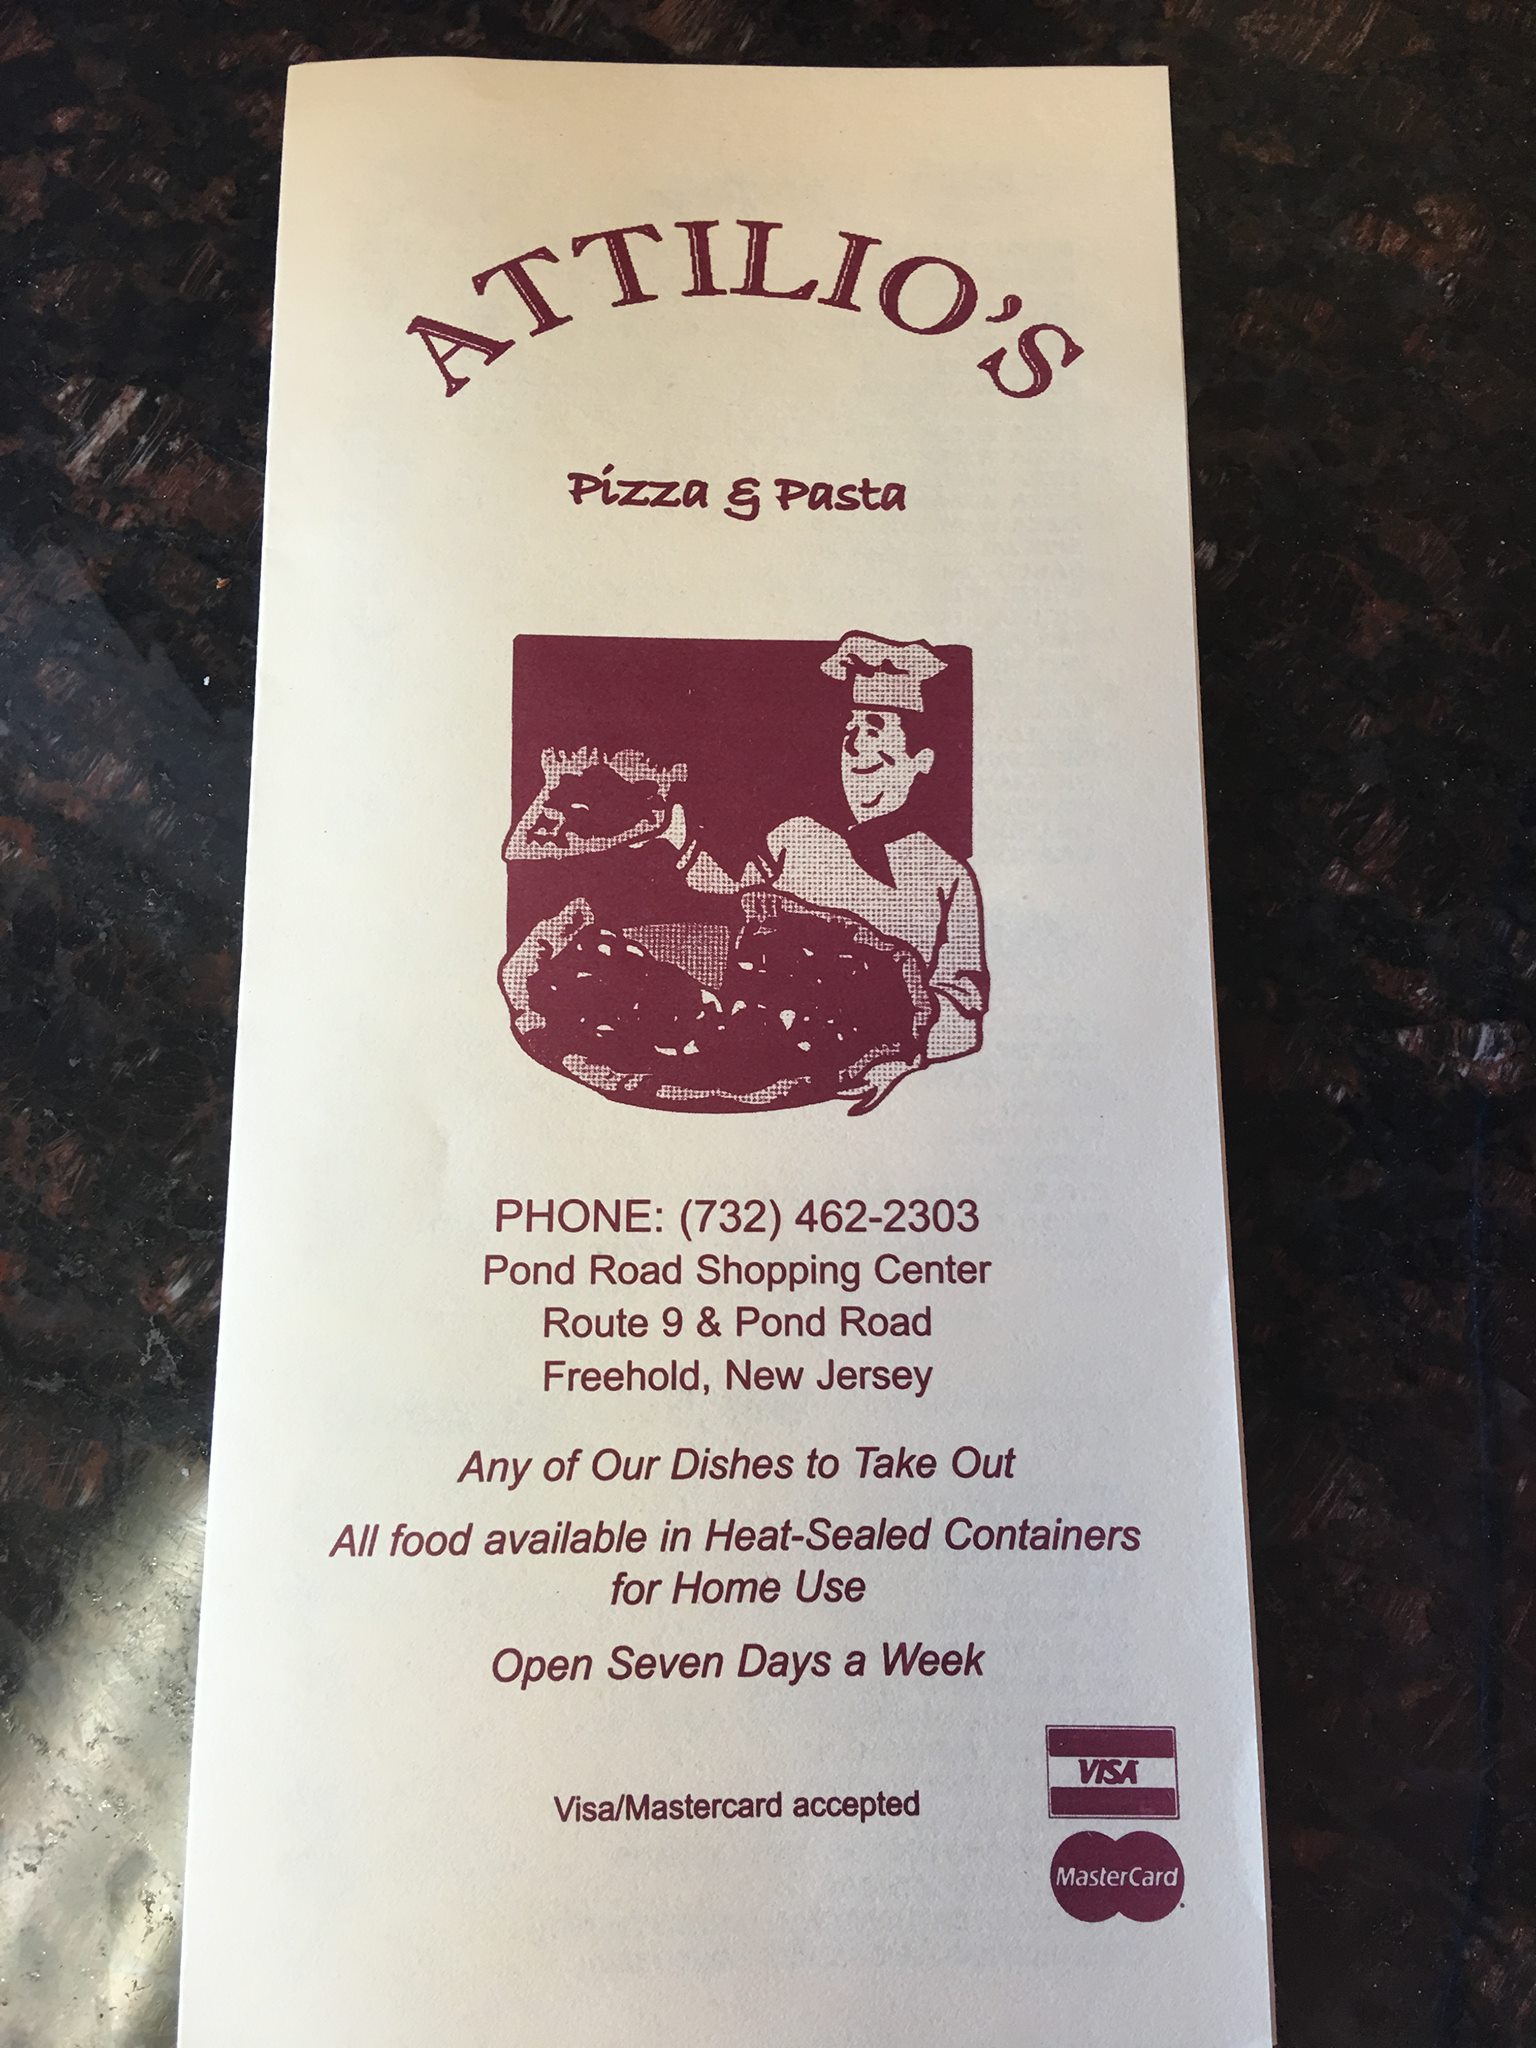 ATTILIO'S
Pizza & Pasta
PHONE: (732) 462-2303
Pond Road Shopping Center
Route 9 & Pond Road
Freehold, New Jersey
Any of Our Dishes to Take Out
All food available in Heat-Sealed Containers
for Home Use
Open Seven Days a Week
VISA
Visa/Mastercard accepted
MasterCard